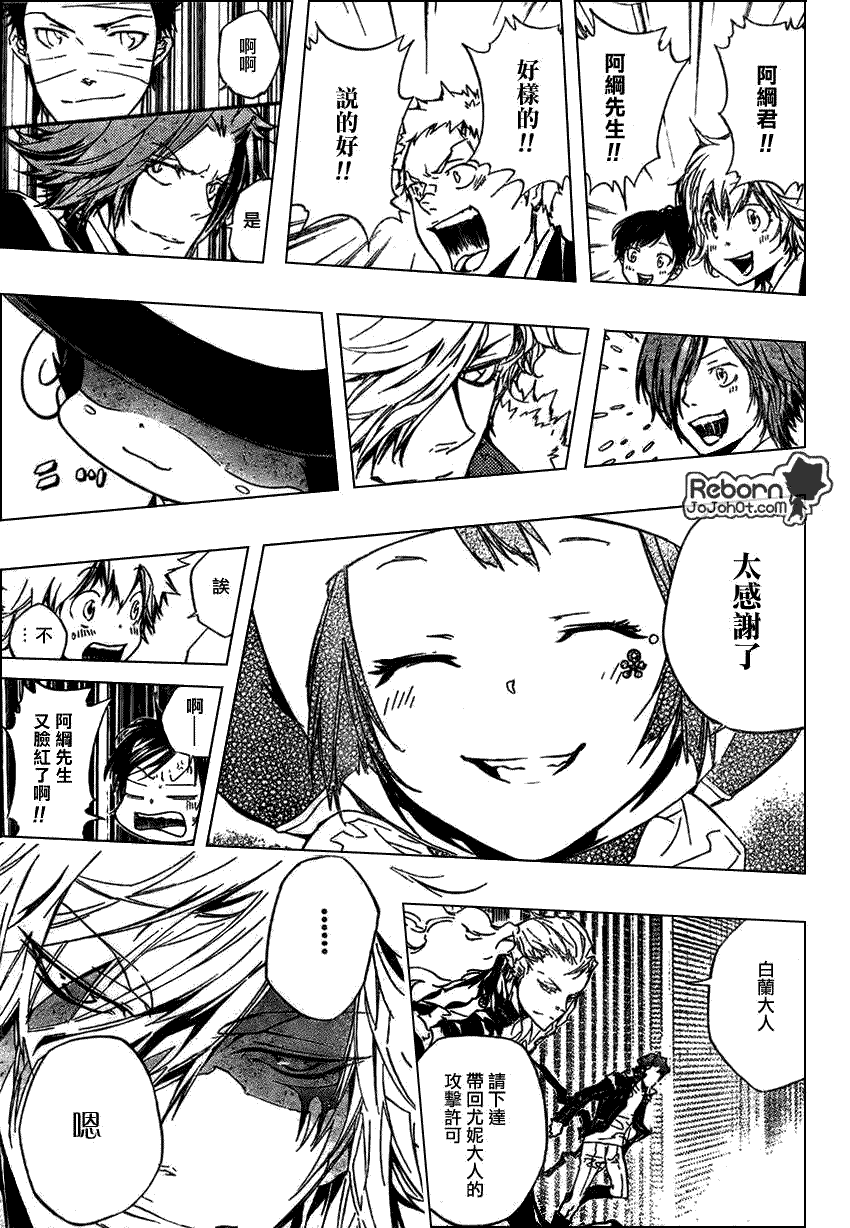 阿綱君!!
阿綱先生!!
好樣的!!
説的好!!
啊啊
是
Reborn
JoJoHOt.com
太感謝了
誒
不…
啊——
阿綱先生
又臉紅了啊!!
白蘭大人
請下達
帶回尤妮大人的
攻擊許可
……
嗯